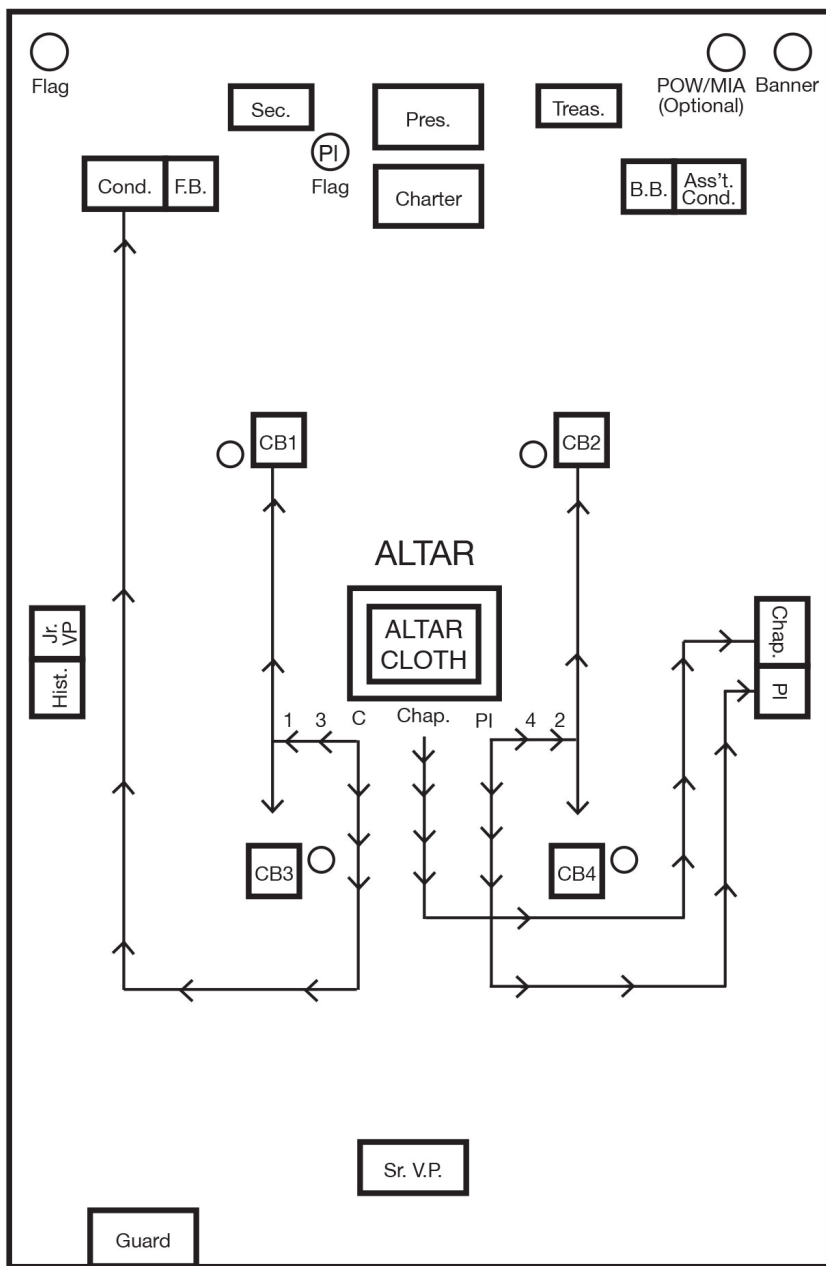 Flag
POW/MIA
(Optional)
Banner
Sec.
Pres.
Treas.
PI
Flag
Charter
Cond.
F.B.
B.B.
Ass't.
Cond.
CB1
CB2
ALTAR
ALTAR
CLOTH
Jr.
VP
Hist.
Chap.
PI
1 3 C Chap. PI 4 2
CB3
CB4
Sr. V.P.
Guard